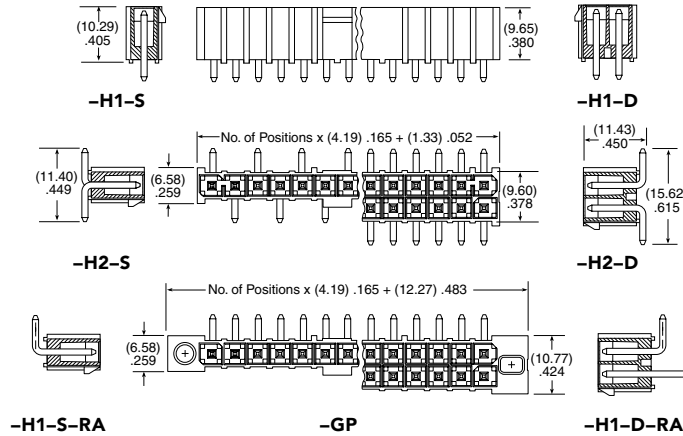 (10.29)
.405
(9.65)
.380
–H1–S
–H1–D
No. of Positions x (4.19) .165 + (1.33) .052
(11.43)
.450
(11.40)
.449
(6.58)
.259
(9.60)
.378
(15.62
.615
–H2–S
–H2–D
No. of Positions x (4.19) .165 + (12.27) .483
(6.58)
.259
(10.77)
.424
–H1–S–RA
–GP
–H1–D–RA